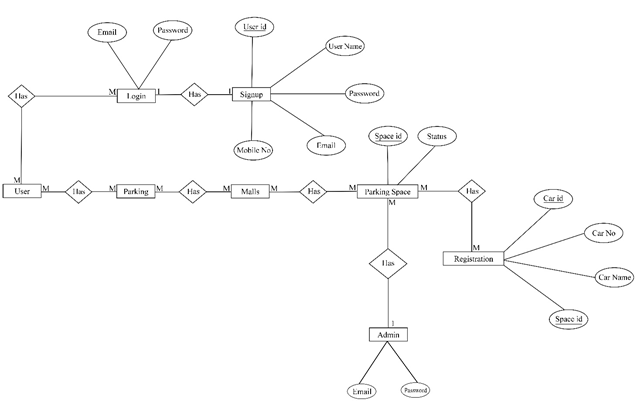 Email
Password
User id
User Name
Has
M
Login
1
Has
1
Signup
Password
Mobile No
Email
Space id
Status
M
User
M
Has
M
Parking
M
Has
M
Malls
M
Has
M
Parking Space
M
Has
M
M
Registration
Car id
Car No
Car Name
Space id
Has
1
Admin
Email
Password